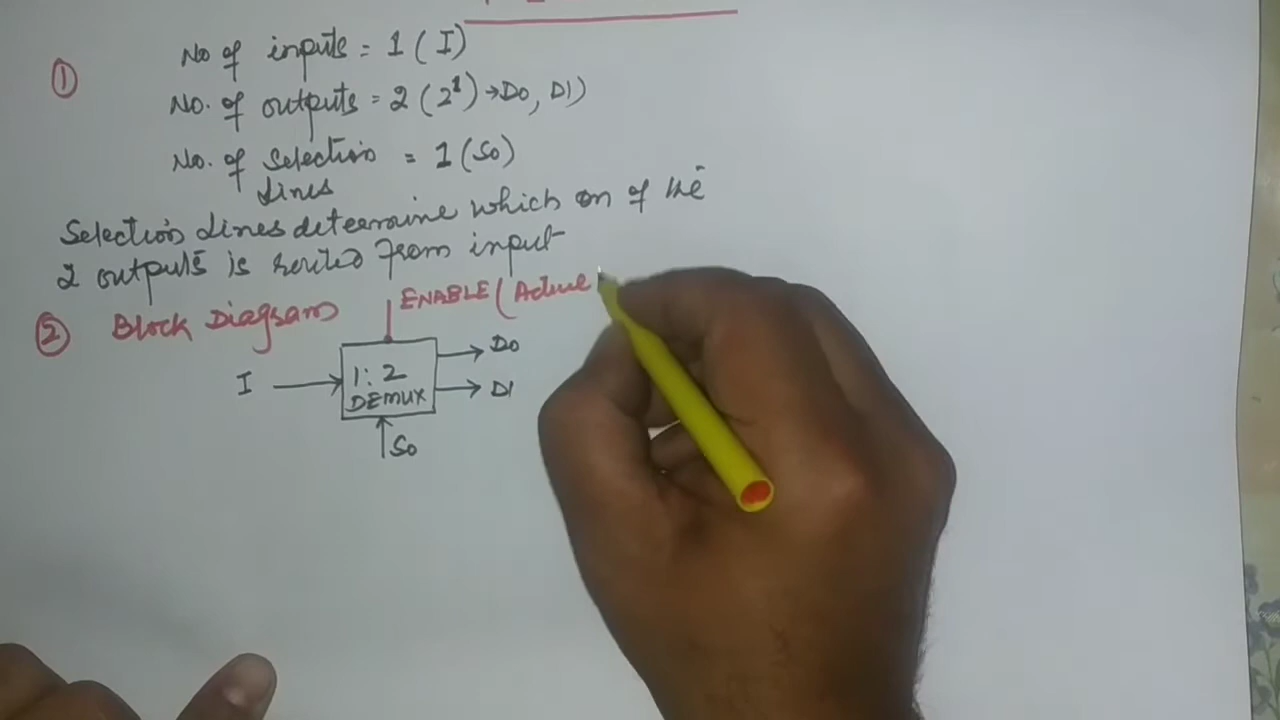 ①
No of inputs = 1 ( I )
No. of outputs = 2 ( 2¹ ) → D0, D1)
No. of Selection = 1 (S0)
Lines
Selection Lines determine which on of the
2 outputs is routed from input
② Block Diagram
ENABLE ( Active
I
1 : 2
DEMUX
D0
D1
S0